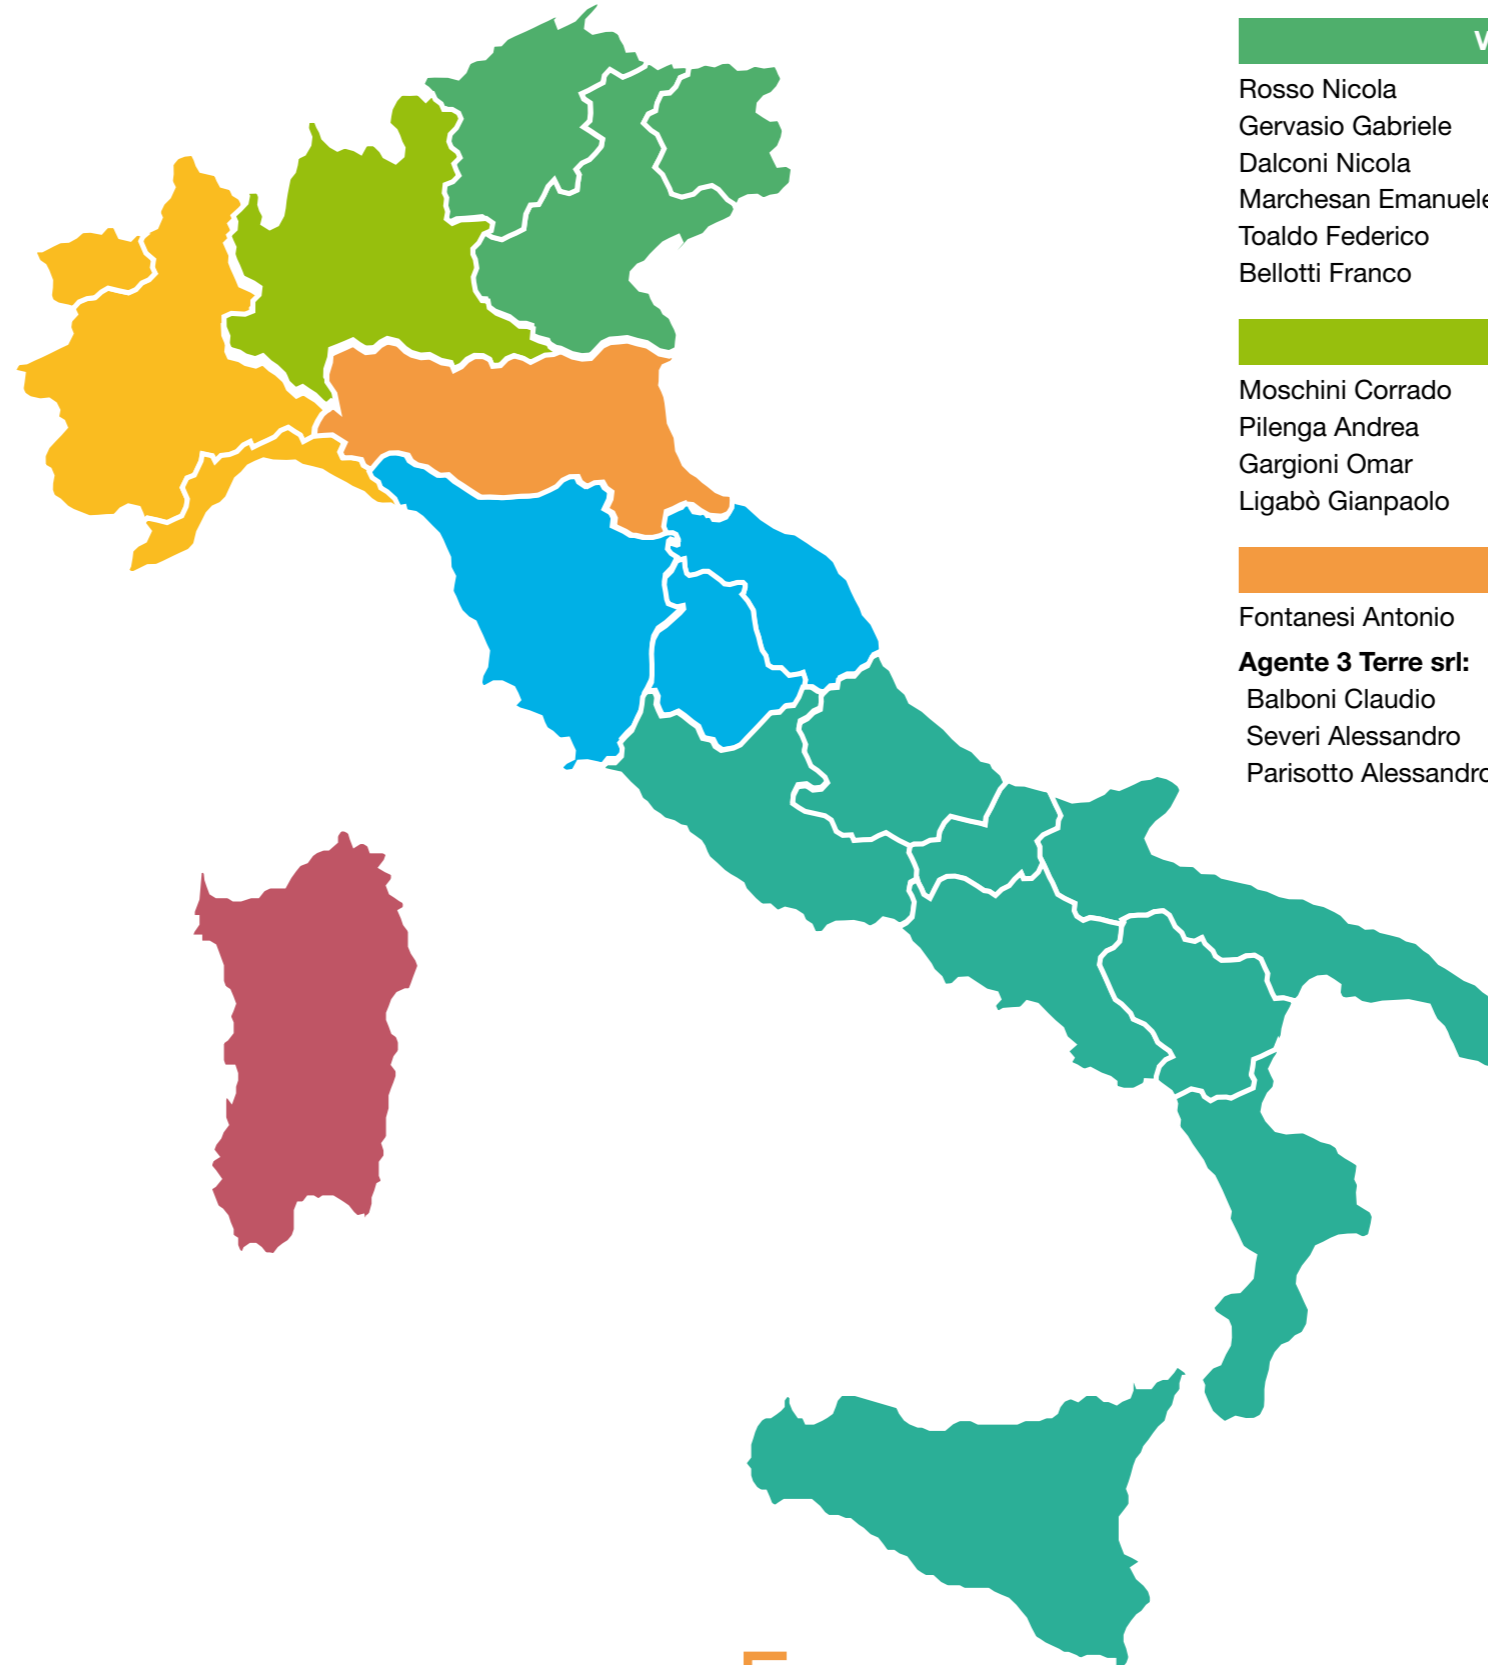 Rosso Nicola
Gervasio Gabriele
Dalconi Nicola
Marchesan Emanuele
Toaldo Federico
Bellotti Franco
Moschini Corrado
Pilenga Andrea
Gargioni Omar
Ligabò Gianpaolo
Fontanesi Antonio
Agente 3 Terre srl:
Balboni Claudio
Severi Alessandro
Parisotto Alessandro